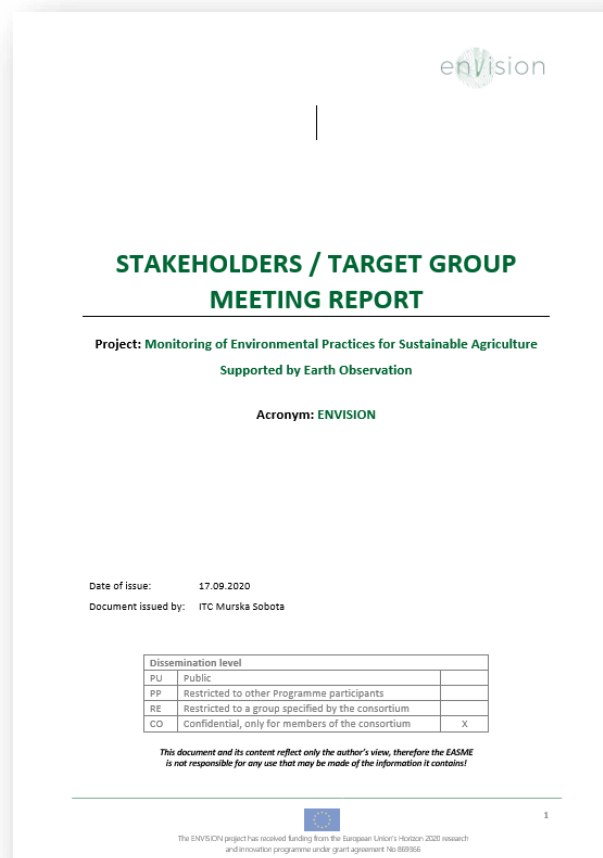 enVision
STAKEHOLDERS / TARGET GROUP
MEETING REPORT
Project: Monitoring of Environmental Practices for Sustainable Agriculture
Supported by Earth Observation
Acronym: ENVISION
Date of issue: 17.09.2020
Document issued by: ITC Murska Sobota
Dissemination level
PU Public
PP Restricted to other Programme participants
RE Restricted to a group specified by the consortium
CO Confidential, only for members of the consortium X
This document and its content reflect only the author's view, therefore the EASME
is not responsible for any use that may be made of the information it contains!
1
The ENVISION project has received funding from the European Union's Horizon 2020 research
and innovation programme under grant agreement No 869366